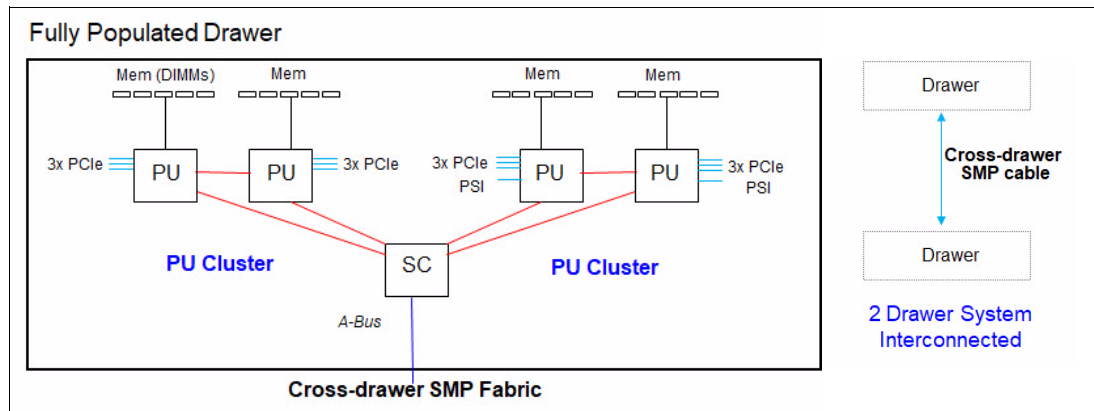 Fully Populated Drawer
Mem (DIMMs)
Mem
Mem
Mem
3x PCIe
PU
PU
3x PCIe
3x PCIe
PSI
PU
PU
3x PCIe
PSI
PU Cluster
SC
PU Cluster
A-Bus
Cross-drawer SMP Fabric
Drawer
Cross-drawer
SMP cable
Drawer
2 Drawer System
Interconnected